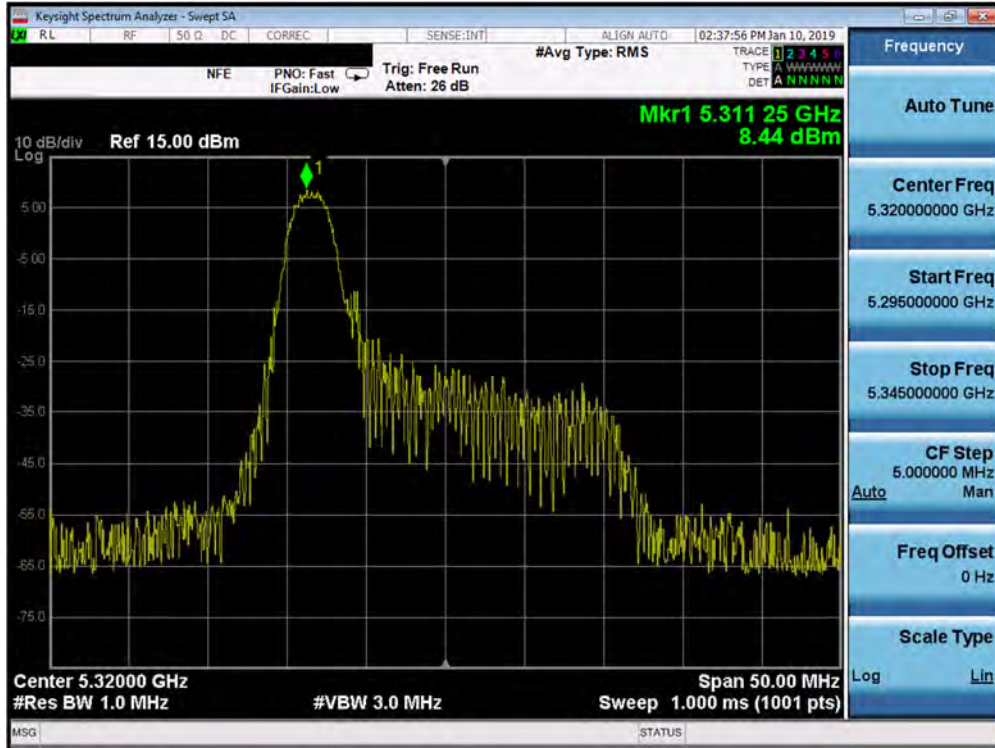 Keysight Spectrum Analyzer - Swept SA
LXI RL RF 50 Ω DC CORREC SENSE:INT ALIGN AUTO 02:37:56 PM Jan 10, 2019
Frequency
#Avg Type: RMS TRACE 1 2 3 4 5 6
NFE PNO: Fast Trig: Free Run TYPE A WWWWW
IFGain:Low Atten: 26 dB DET A N N N N N
Auto Tune
Mkr1 5.311 25 GHz
8.44 dBm
10 dB/div Ref 15.00 dBm
Log
1
5.00
-5.00
-15.0
-25.0
-35.0
-45.0
-55.0
-65.0
-75.0
Center Freq
5.320000000 GHz
Start Freq
5.295000000 GHz
Stop Freq
5.345000000 GHz
CF Step
5.000000 MHz
Auto Man
Freq Offset
0 Hz
Scale Type
Log Lin
Center 5.32000 GHz Span 50.00 MHz
#Res BW 1.0 MHz #VBW 3.0 MHz Sweep 1.000 ms (1001 pts)
MSG STATUS